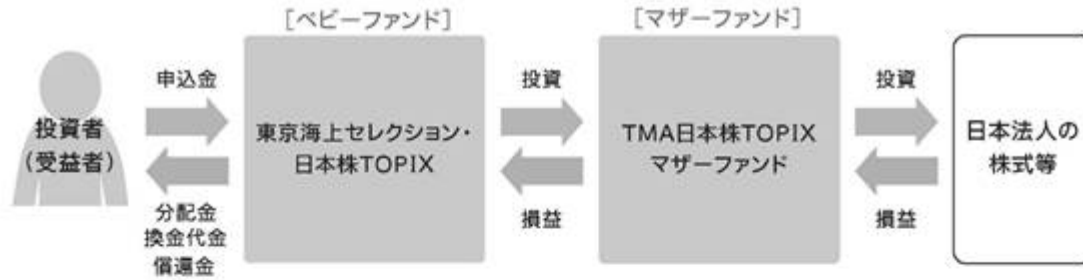 [ベビーファンド]
[マザーファンド]
投資者
(受益者)
申込金
分配金
換金代金
償還金
東京海上セレクション・
日本株TOPIX
投資
損益
TMA日本株TOPIX
マザーファンド
投資
損益
日本法人の
株式等